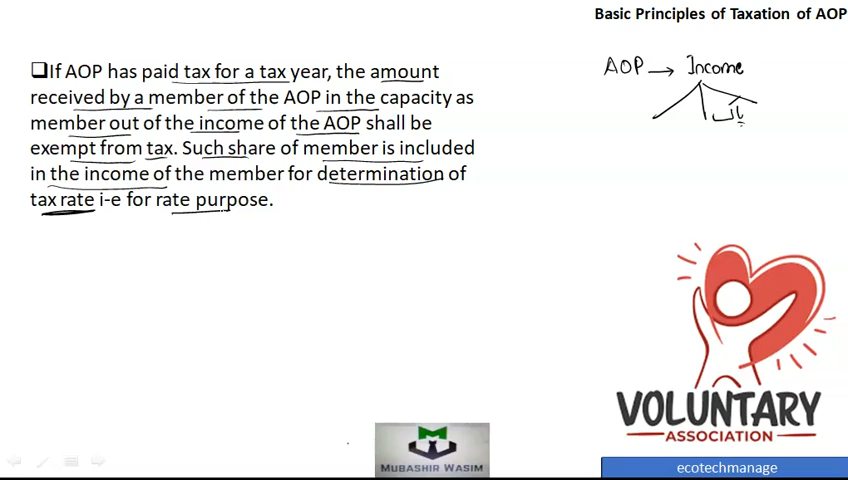 Basic Principles of Taxation of AOP
AOP → Income
❑If AOP has paid tax for a tax year, the amount
received by a member of the AOP in the capacity as
member out of the income of the AOP shall be
exempt from tax. Such share of member is included
in the income of the member for determination of
tax rate i-e for rate purpose.
VOLUNTARY
ASSOCIATION
MUBASHIR WASIM
ecotechmanage